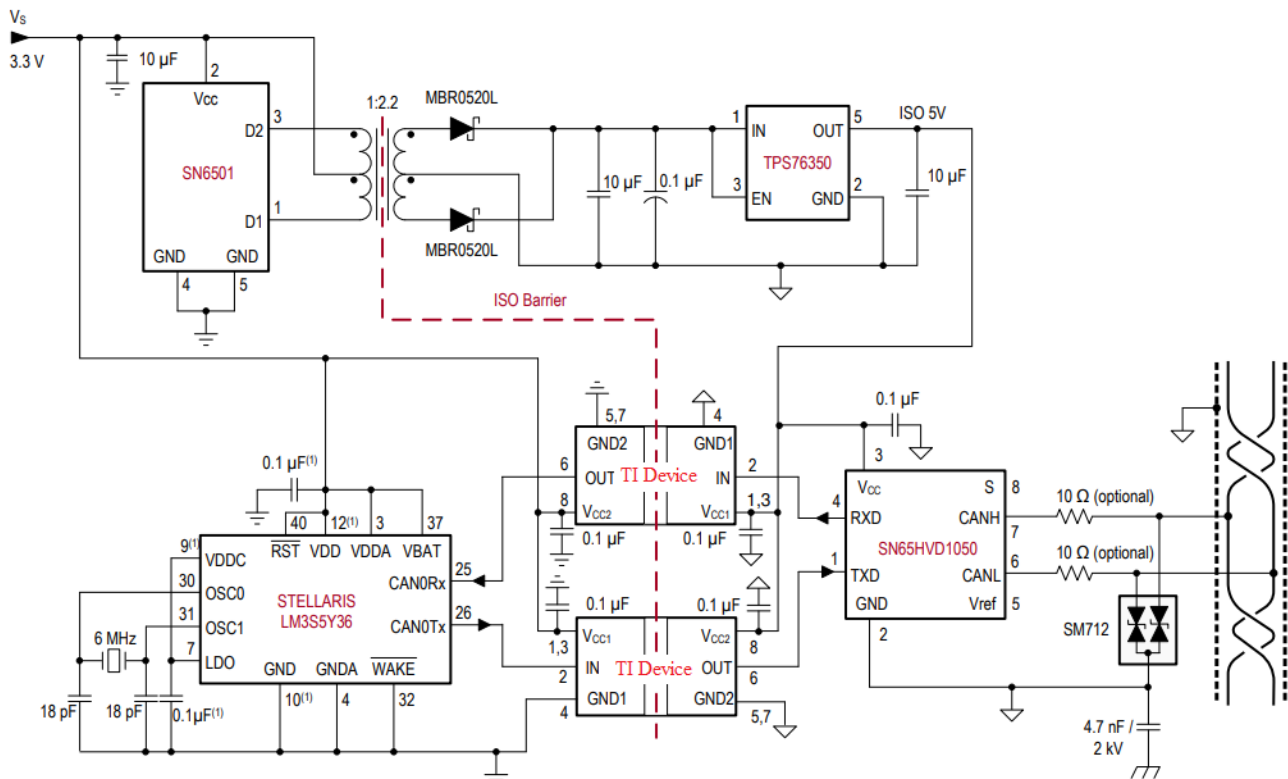 VS
3.3 V
10 µF
2
VCC
D2
3
SN6501
D1
1
GND
GND
4
5
1:2.2
MBR0520L
MBR0520L
10 µF
0.1 µF
1
IN
OUT
5
TPS76350
3
EN
GND
2
ISO 5V
10 µF
ISO Barrier
5,7
GND2
6
OUT
8
VCC2
TI Device
4
GND1
IN
2
1,3
VCC1
0.1 µF
0.1 µF
0.1 µF(1)
40
12(1)
3
37
RST
VDD
VDDA
VBAT
9(1)
VDDC
30
OSC0
31
OSC1
7
LDO
STELLARIS
LM3S5Y36
25
CAN0Rx
26
CAN0Tx
GND
GNDA
WAKE
10(1)
4
32
6 MHz
18 pF
18 pF
0.1µF(1)
0.1 µF
0.1 µF
1,3
VCC1
IN
2
GND1
4
TI Device
VCC2
8
OUT
6
GND2
5,7
0.1 µF
3
VCC
S
8
4
RXD
CANH
7
SN65HVD1050
1
TXD
CANL
6
GND
Vref
5
2
10 Ω (optional)
10 Ω (optional)
SM712
4.7 nF /
2 kV